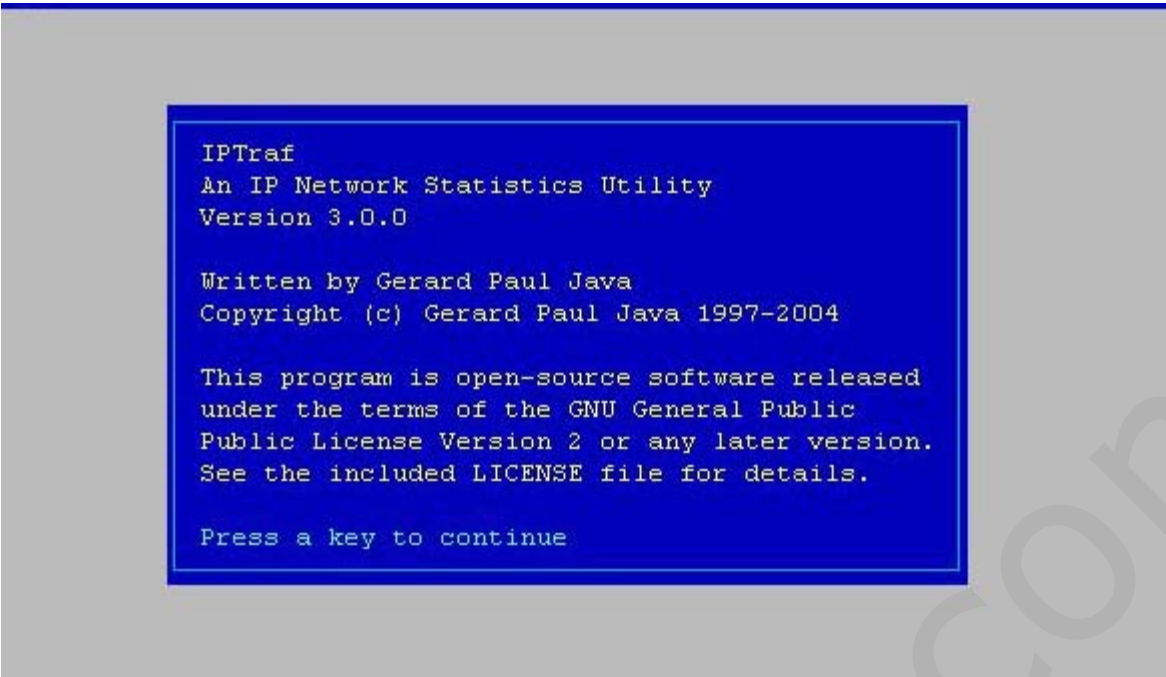 IPTraf
An IP Network Statistics Utility
Version 3.0.0
Written by Gerard Paul Java
Copyright (c) Gerard Paul Java 1997-2004
This program is open-source software released
under the terms of the GNU General Public
Public License Version 2 or any later version.
See the included LICENSE file for details.
Press a key to continue